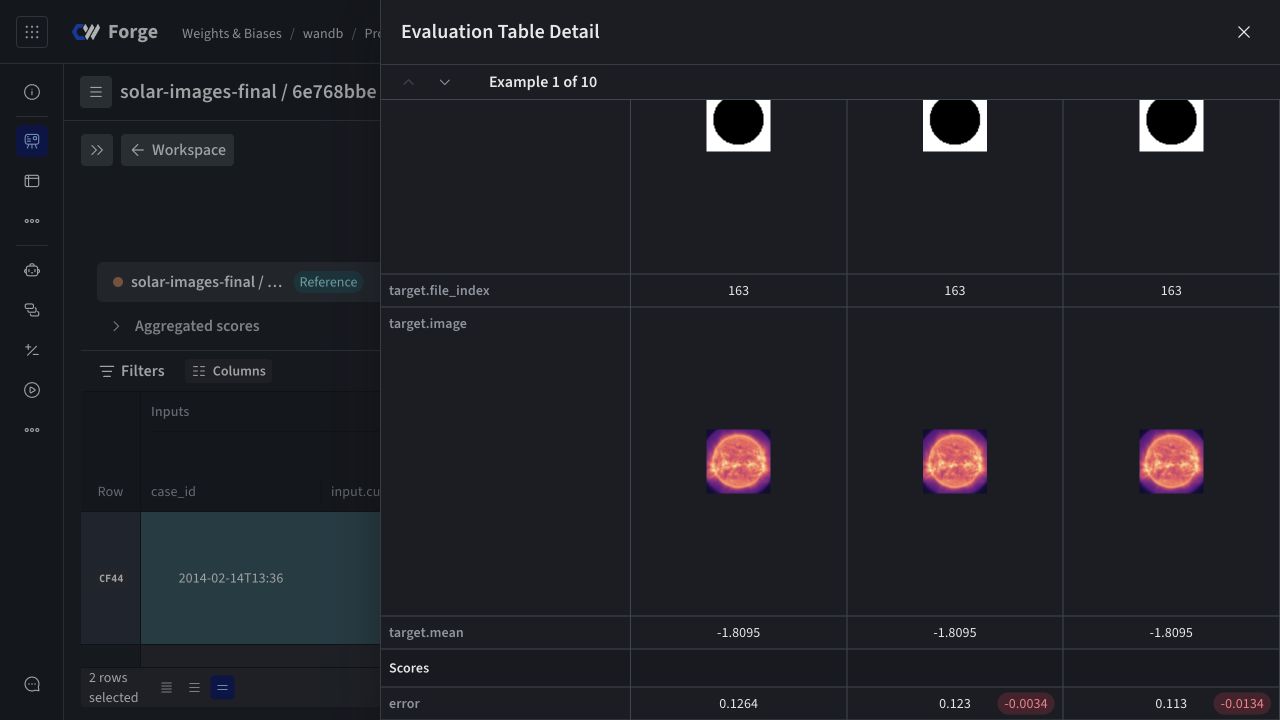 Forge
Weights & Biases / wandb / Pro
Evaluation Table Detail
solar-images-final / 6e768bbe
Example 1 of 10
Workspace
solar-images-final / ... Reference
Aggregated scores
Filters Columns
Inputs
Row case_id input.cu
CF44 2014-02-14T13:36
2 rows
selected
target.file_index 163 163 163
target.image
target.mean -1.8095 -1.8095 -1.8095
Scores
error 0.1264 0.123 -0.0034 0.113 -0.0134